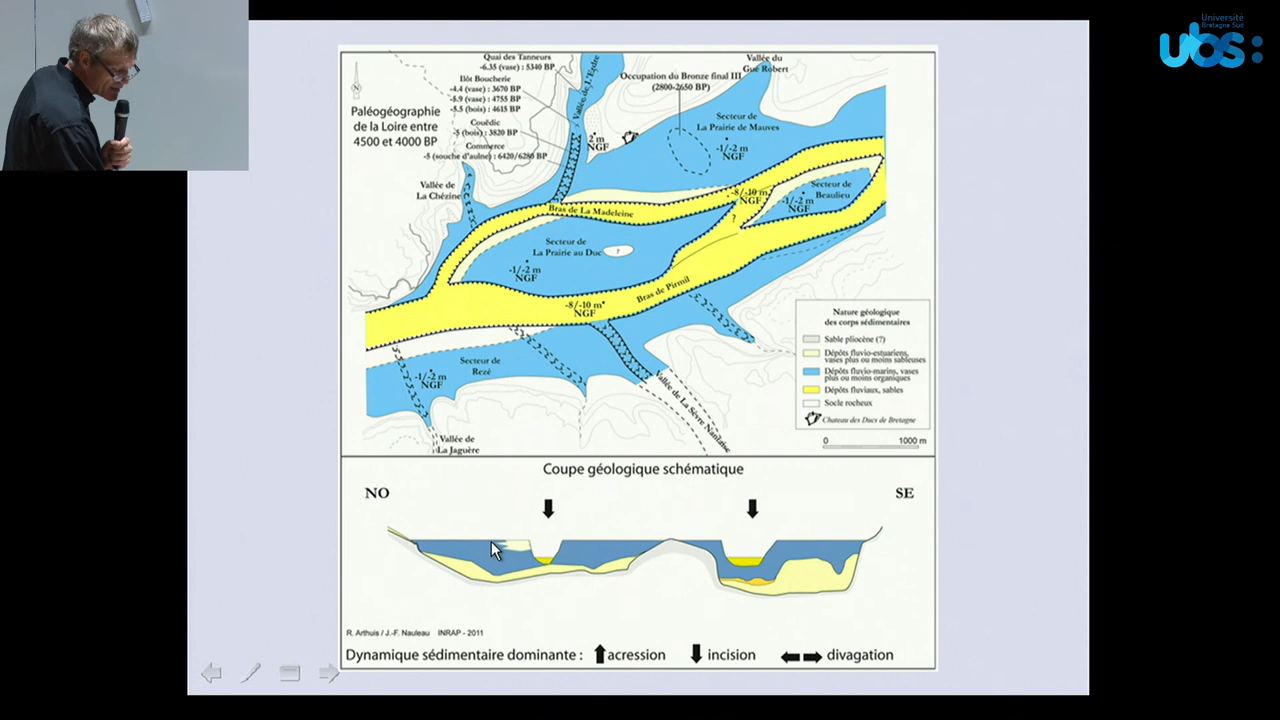 Université
Bretagne Sud
ubs:
Quai des Tanneurs
-6.35 (vase) : 5340 BP
Ilôt Boucherie
-4.4 (vase) : 3670 BP
-5.9 (vase) : 4755 BP
-5.5 (bois) : 4615 BP
Couëdic
-5 (bois) : 3820 BP
Commerce
-5 (souche d'aulne) : 6420/6280 BP
Paléogéographie
de la Loire entre
4500 et 4000 BP
N
Vallée de L'Erdre
Occupation du Bronze final III
(2800-2650 BP)
Vallée du
Gué Robert
Secteur de
La Prairie de Mauves
-1/-2 m
NGF
2 m
NGF
Vallée de
La Chézine
Bras de La Madeleine
-8/-10 m
NGF
?
Secteur de
Beaulieu
-1/-2 m
NGF
Secteur de
La Prairie au Duc
?
-1/-2 m
NGF
Bras de Pirmil
-8/-10 m
NGF
Secteur de
Rezé
-1/-2 m
NGF
Vallée de La Sèvre Nantaise
Vallée de
La Jaguère
Nature géologique
des corps sédimentaires
Sable pliocène (?)
Dépôts fluvio-estuariens,
vases plus ou moins sableuses
Dépôts fluvio-marins, vases
plus ou moins organiques
Dépôts fluviaux, sables
Socle rocheux
Chateau des Ducs de Bretagne
0 1000 m
Coupe géologique schématique
NO
SE
R. Arthuis / J.-F. Nauleau INRAP - 2011
Dynamique sédimentaire dominante : acression incision divagation